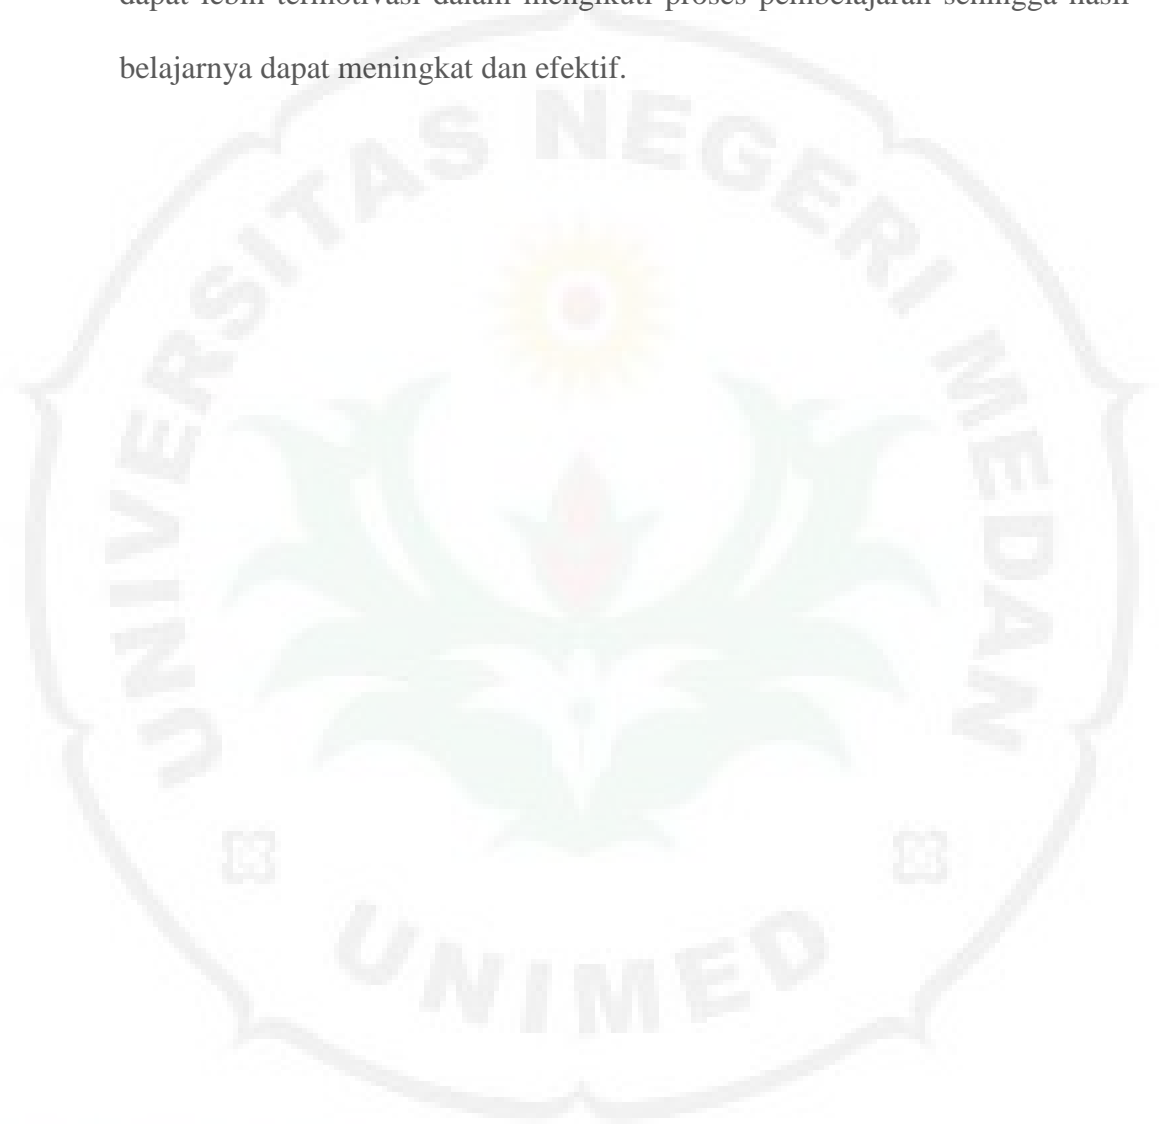 dapat lebih termotivasi dalam mengikuti proses pembelajaran sehingga hasil
belajarnya dapat meningkat dan efektif.
UNIVERSITAS NEGERI MEDAN
UNIMED